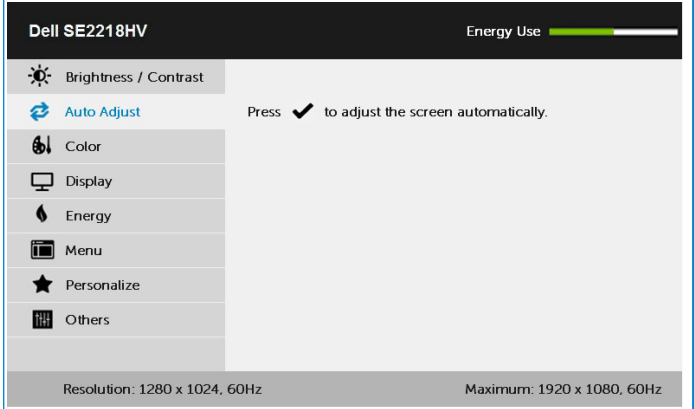 Dell SE2218HV
Energy Use
Brightness / Contrast
Auto Adjust
Press ✔ to adjust the screen automatically.
Color
Display
Energy
Menu
Personalize
Others
Resolution: 1280 x 1024, 60Hz
Maximum: 1920 x 1080, 60Hz